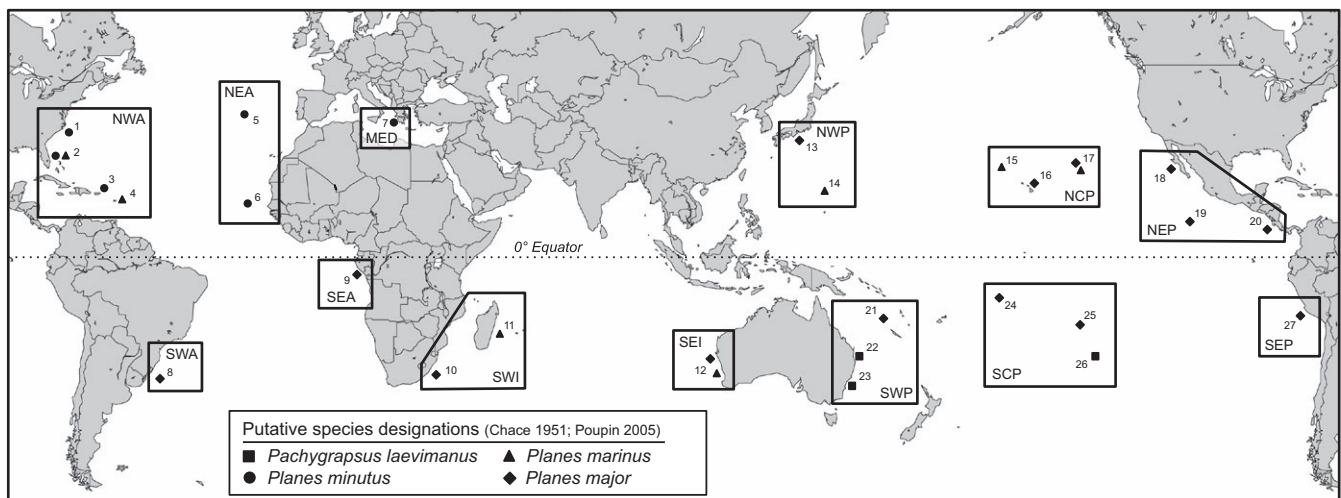 NWA
1
2
3
4
NEA
5
6
7
MED
NWP
13
14
15
16
17
NCP
18
19
20
NEP
0° Equator
9
SEA
SWA
8
10
11
SWI
SEI
12
21
22
23
SWP
24
25
26
SCP
27
SEP
Putative species designations (Chace 1951; Poupin 2005)
Pachygrapsus laevimanus
Planes marinus
Planes minutus
Planes major